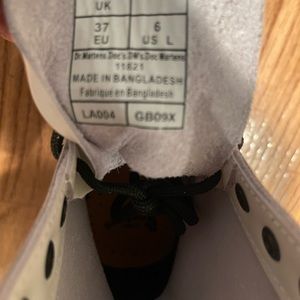 UK
37 6
EU US L
Dr.Martens.Doc's.DM's.Doc Martens
11821
MADE IN BANGLADESH
Fabrique en Bangladesh
LA004 GB09X